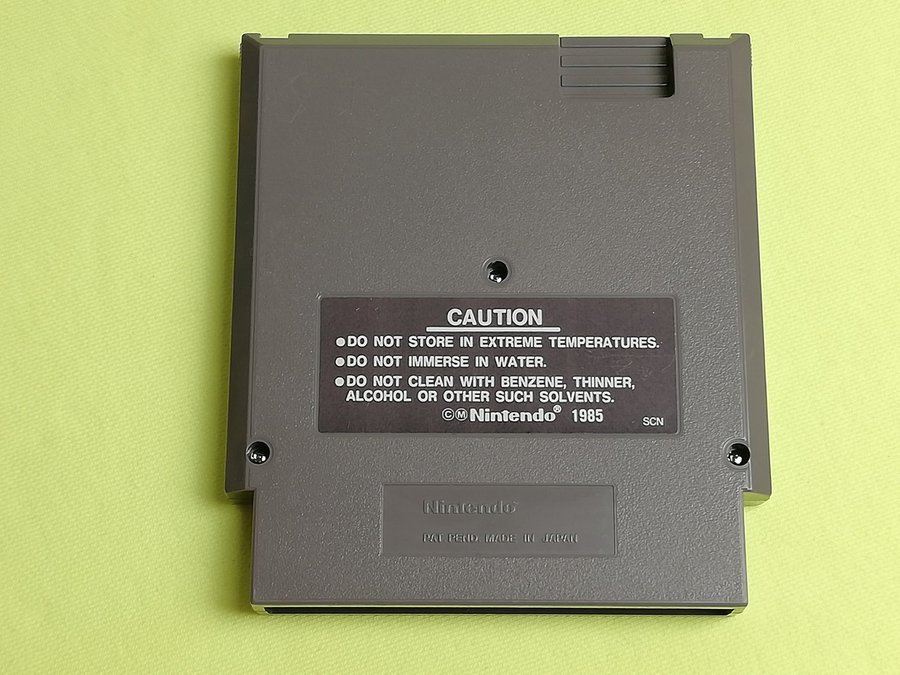 CAUTION
●DO NOT STORE IN EXTREME TEMPERATURES.
●DO NOT IMMERSE IN WATER.
●DO NOT CLEAN WITH BENZENE, THINNER,
ALCOHOL OR OTHER SUCH SOLVENTS.
©Ⓜ Nintendo® 1985
SCN
Nintendo®
PAT PEND MADE IN JAPAN